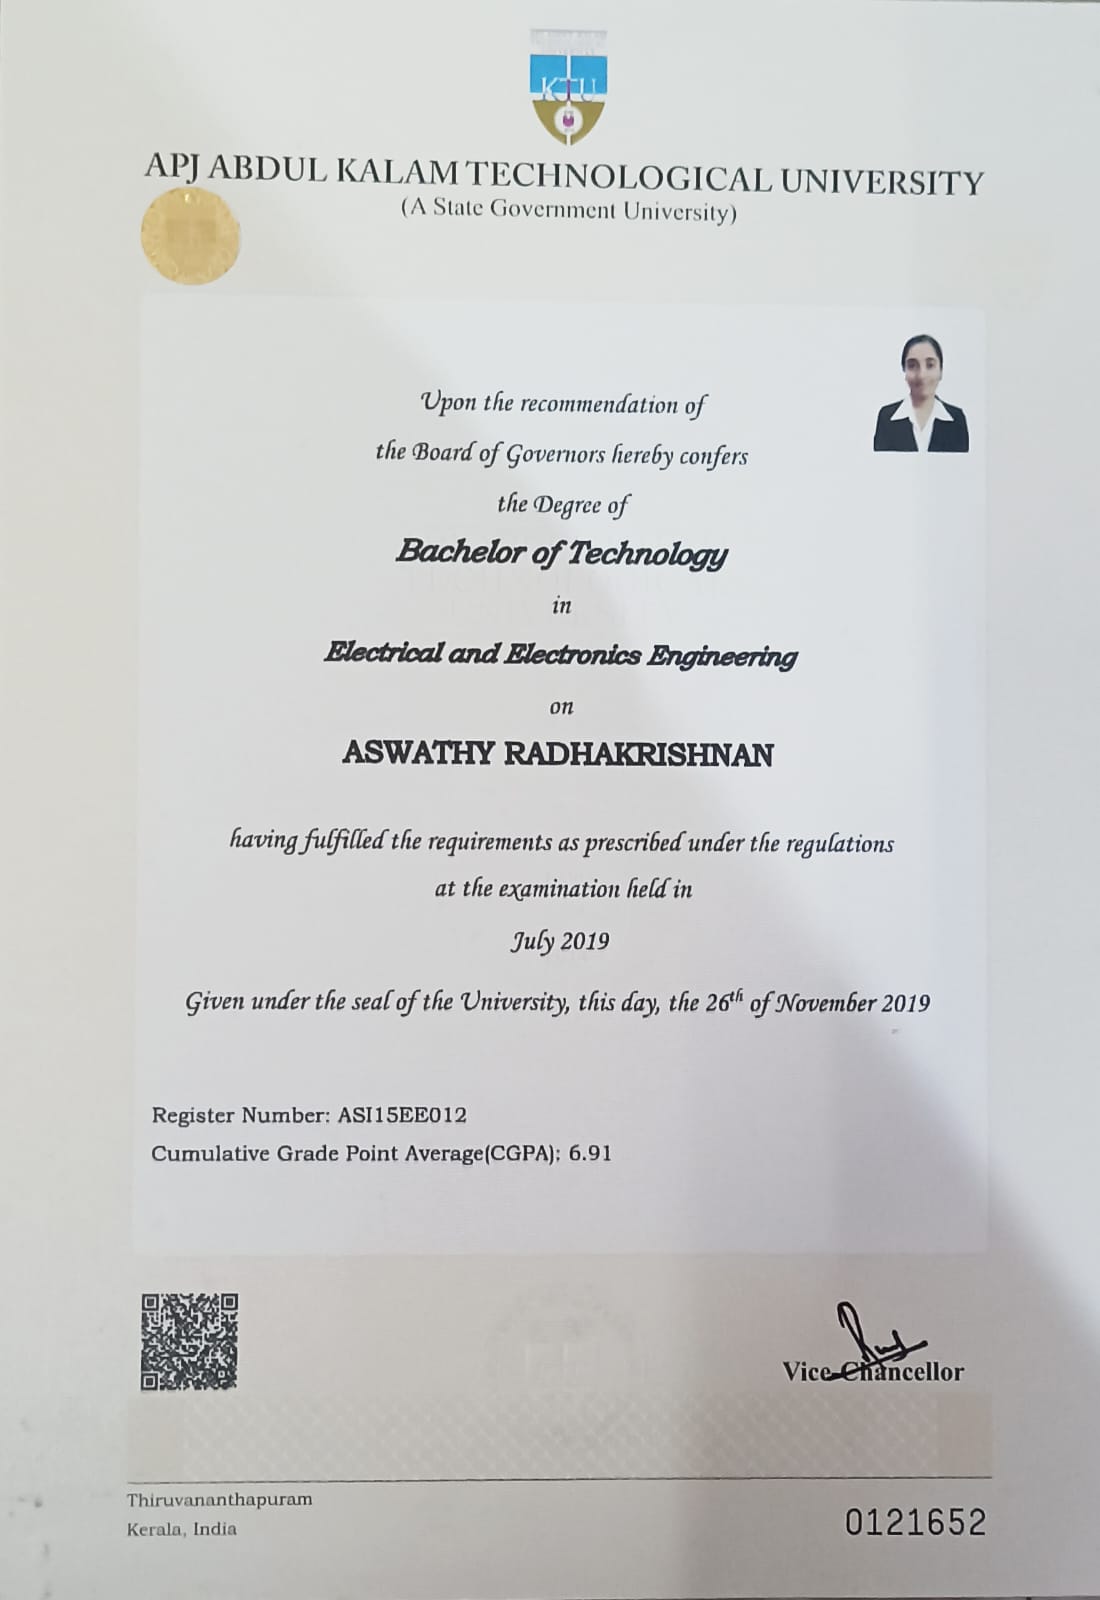 KTU
APJ ABDUL KALAM TECHNOLOGICAL UNIVERSITY
(A State Government University)
Upon the recommendation of
the Board of Governors hereby confers
the Degree of
Bachelor of Technology
in
Electrical and Electronics Engineering
on
ASWATHY RADHAKRISHNAN
having fulfilled the requirements as prescribed under the regulations
at the examination held in
July 2019
Given under the seal of the University, this day, the 26th of November 2019
Register Number: ASI15EE012
Cumulative Grade Point Average(CGPA): 6.91
Vice-Chancellor
Thiruvananthapuram
Kerala, India
0121652